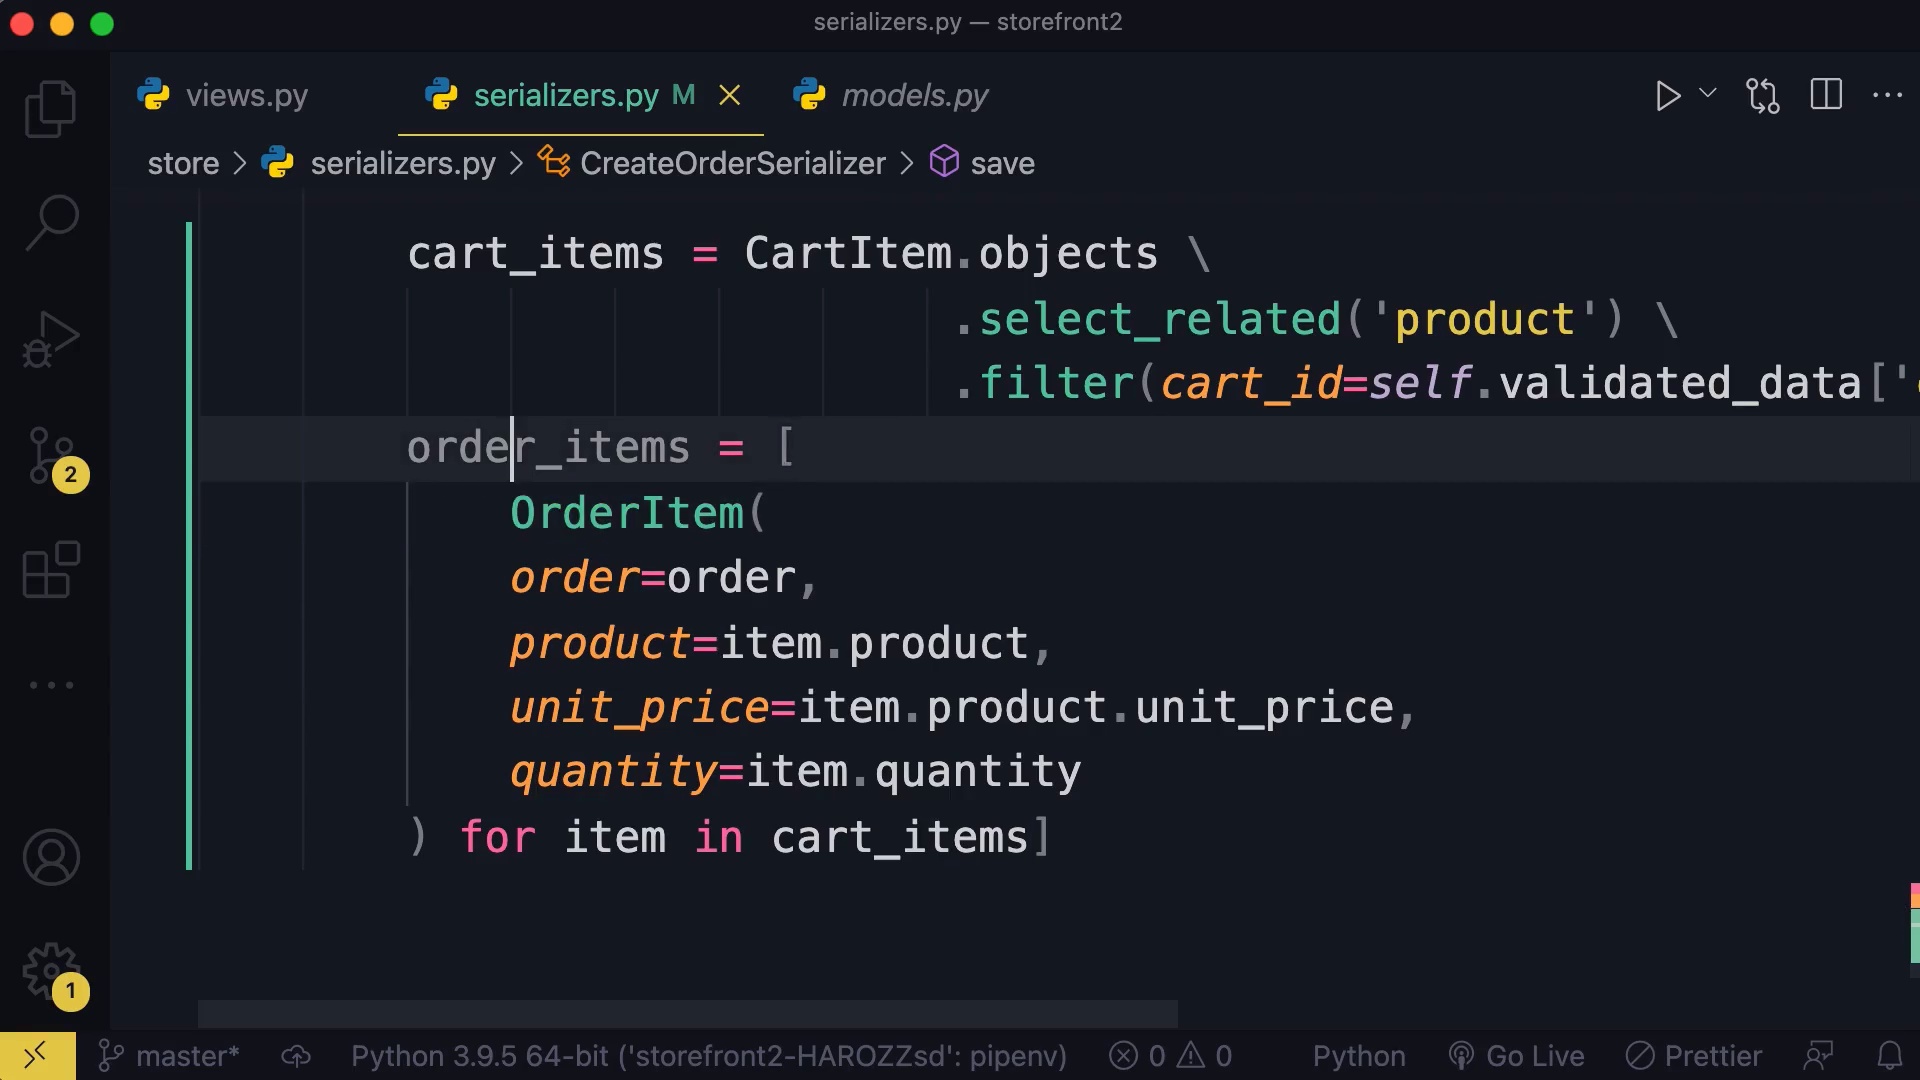 serializers.py — storefront2
views.py serializers.py M models.py
store > serializers.py > CreateOrderSerializer > save
cart_items = CartItem.objects \
.select_related('product') \
.filter(cart_id=self.validated_data['
order_items = [
OrderItem(
order=order,
product=item.product,
unit_price=item.product.unit_price,
quantity=item.quantity
) for item in cart_items]
2
1
master* Python 3.9.5 64-bit ('storefront2-HAROZZsd': pipenv) 0 0 Python Go Live Prettier